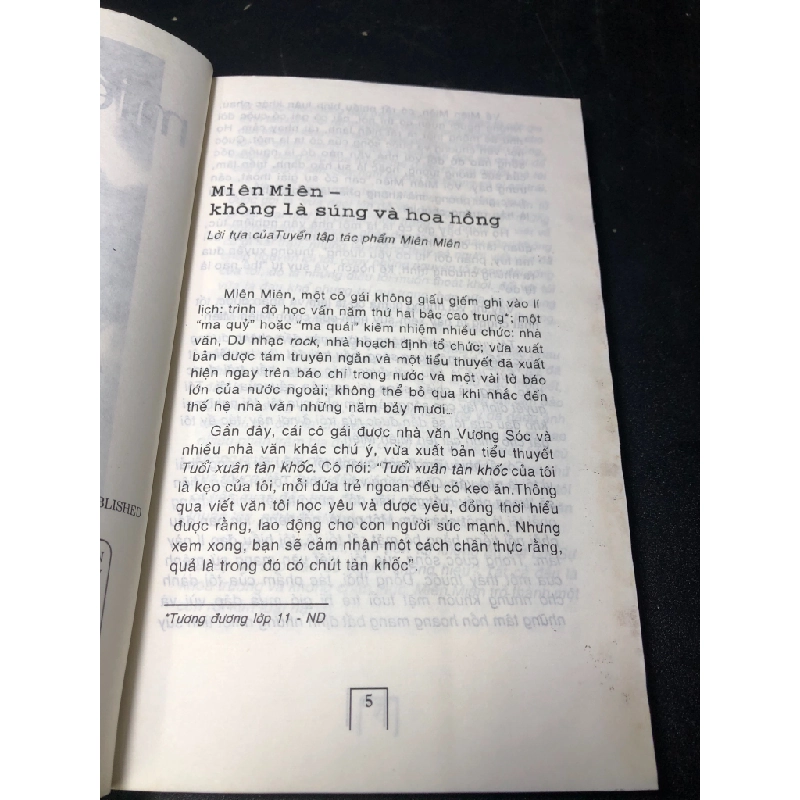 Miên Miên –
không là súng và hoa hồng
Lời tựa của Tuyển tập tác phẩm Miên Miên
Miên Miên, một cô gái không giấu giếm ghi vào lí
lịch: trình độ học vấn năm thứ hai bậc cao trung*; một
"ma quỷ" hoặc "ma quái" kiêm nhiệm nhiều chức: nhà
văn, DJ nhạc rock, nhà hoạch định tổ chức; vừa xuất
bản được tám truyện ngắn và một tiểu thuyết đã xuất
hiện ngay trên báo chí trong nước và một vài tờ báo
lớn của nước ngoài; không thể bỏ qua khi nhắc đến
thế hệ nhà văn những năm bảy mươi...
Gần đây, cái cô gái được nhà văn Vương Sóc và
nhiều nhà văn khác chú ý, vừa xuất bản tiểu thuyết
Tuổi xuân tàn khốc. Cô nói: "Tuổi xuân tàn khốc của tôi
là kẹo của tôi, mỗi đứa trẻ ngoan đều có kẹo ăn.Thông
qua viết văn tôi học yêu và được yêu, đồng thời hiểu
được rằng, lao động cho con người sức mạnh. Nhưng
xem xong, bạn sẽ cảm nhận một cách chân thực rằng,
quả là trong đó có chút tàn khốc".
*Tương đương lớp 11 - ND
5
BLISHED